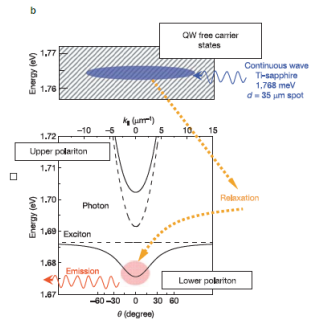 b
QW free carrier
states
Energy (eV)
1,77
1,76
Continuous wave
Ti-sapphire
1,768 meV
d = 35 μm spot
k∥ (μm⁻¹)
−10 −5 0 5 10 15
1,72
1,71
1,70
1,69
1,68
1,67
Energy (eV)
Upper polariton
Photon
Exciton
Relaxation
Emission
Lower polariton
−60 −30 0 30 60
θ (degree)